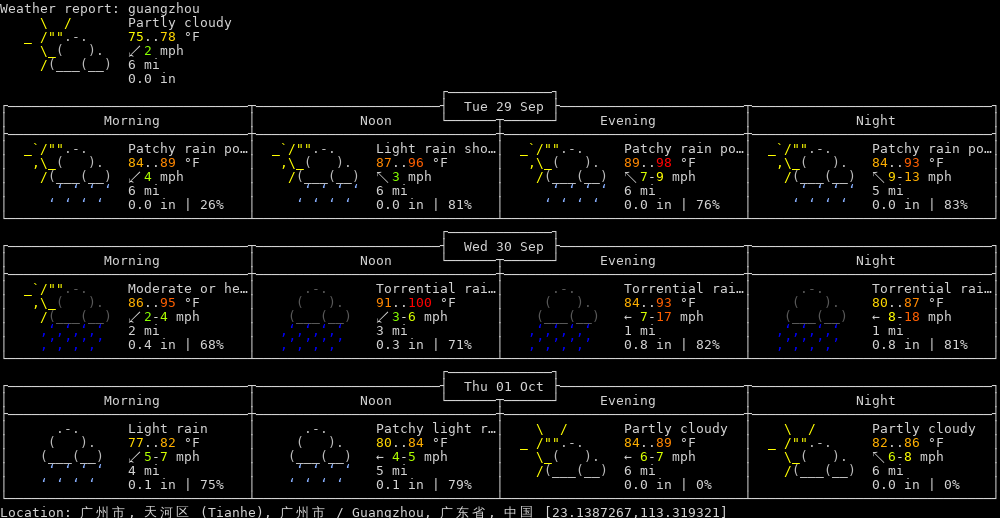 Weather report: guangzhou
Partly cloudy
75..78 °F
↙ 2 mph
6 mi
0.0 in
Tue 29 Sep
Morning Noon Evening Night
Patchy rain po… Light rain sho… Patchy rain po… Patchy rain po…
84..89 °F 87..96 °F 89..98 °F 84..93 °F
↙ 4 mph ↖ 3 mph ↖ 7-9 mph ↖ 9-13 mph
6 mi 6 mi 6 mi 5 mi
0.0 in | 26% 0.0 in | 81% 0.0 in | 76% 0.0 in | 83%
Wed 30 Sep
Morning Noon Evening Night
Moderate or he… Torrential rai… Torrential rai… Torrential rai…
86..95 °F 91..100 °F 84..93 °F 80..87 °F
↙ 2-4 mph ↙ 3-6 mph ← 7-17 mph ← 8-18 mph
2 mi 3 mi 1 mi 1 mi
0.4 in | 68% 0.3 in | 71% 0.8 in | 82% 0.8 in | 81%
Thu 01 Oct
Morning Noon Evening Night
Light rain Patchy light r… Partly cloudy Partly cloudy
77..82 °F 80..84 °F 84..89 °F 82..86 °F
↙ 5-7 mph ← 4-5 mph ← 6-7 mph ↖ 6-8 mph
4 mi 5 mi 6 mi 6 mi
0.1 in | 75% 0.1 in | 79% 0.0 in | 0% 0.0 in | 0%
Location: 广州市, 天河区 (Tianhe), 广州市 / Guangzhou, 广东省, 中国 [23.1387267,113.319321]